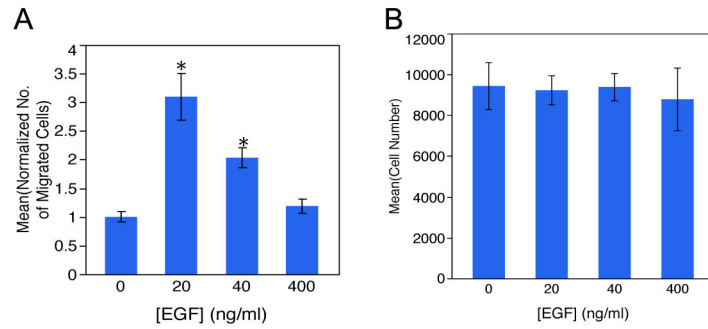 A
Mean(Normalized No.
of Migrated Cells)
4
3.5
3
2.5
2
1.5
1
0.5
0
*
*
0 20 40 400
[EGF] (ng/ml)
B
Mean(Cell Number)
12000
10000
8000
6000
4000
2000
0
0 20 40 400
[EGF] (ng/ml)